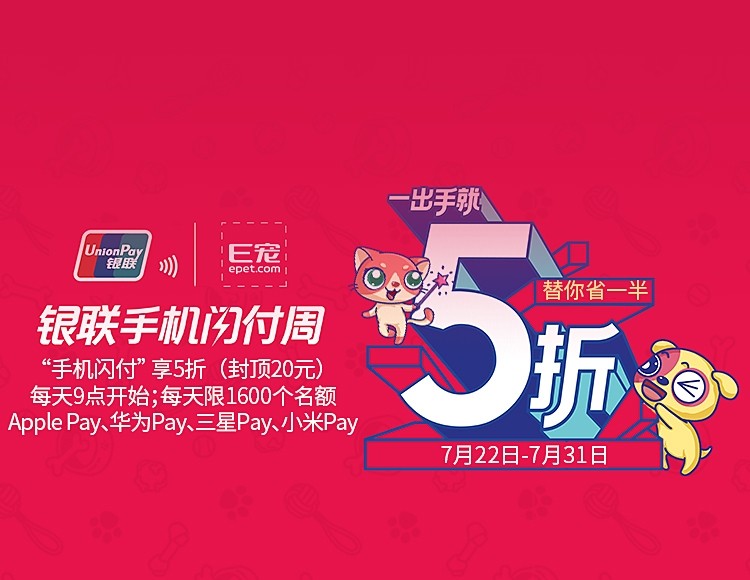 UnionPay
银联
E宠
epet.com
银联手机闪付周
“手机闪付”享5折（封顶20元）
每天9点开始；每天限1600个名额
Apple Pay、华为Pay、三星Pay、小米Pay
一出手就
5折
替你省一半
7月22日-7月31日